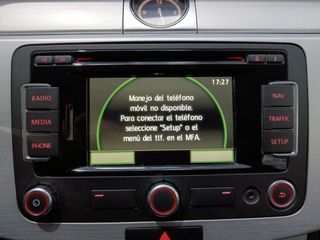 17:27
Manejo del teléfono
móvil no disponible.
Para conectar el teléfono
seleccione "Setup" o el
menú del tlf. en el MFA.
RADIO
MEDIA
PHONE
NAV
TRAFFIC
SETUP